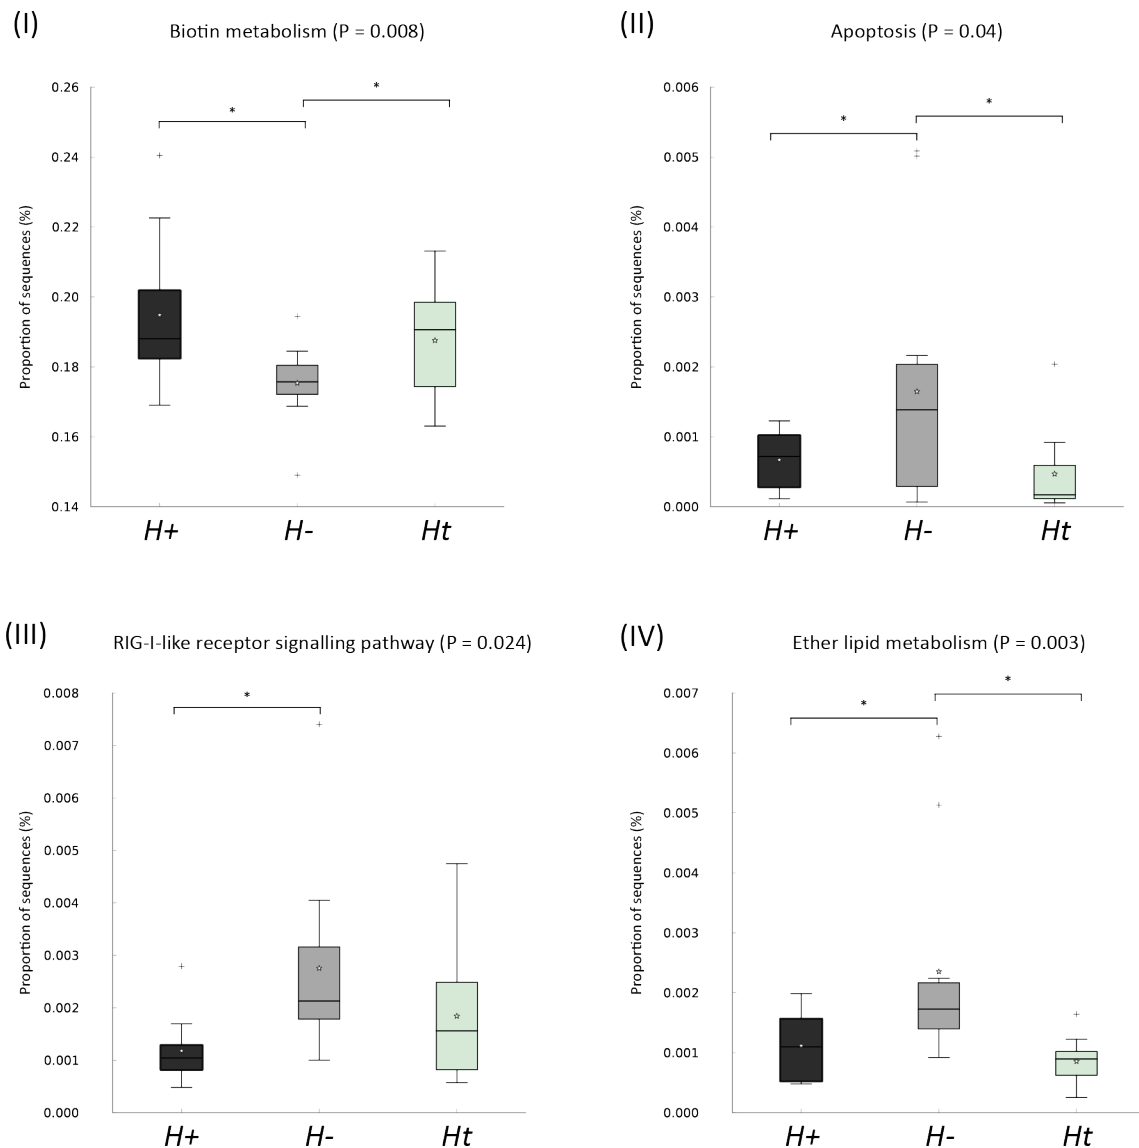 (I)
Biotin metabolism (P = 0.008)
Proportion of sequences (%)
0.26
0.24
0.22
0.20
0.18
0.16
0.14
*
*
H+
H-
Ht
(II)
Apoptosis (P = 0.04)
Proportion of sequences (%)
0.006
0.005
0.004
0.003
0.002
0.001
0.000
*
*
H+
H-
Ht
(III)
RIG-I-like receptor signalling pathway (P = 0.024)
Proportion of sequences (%)
0.008
0.007
0.006
0.005
0.004
0.003
0.002
0.001
0.000
*
H+
H-
Ht
(IV)
Ether lipid metabolism (P = 0.003)
Proportion of sequences (%)
0.007
0.006
0.005
0.004
0.003
0.002
0.001
0.000
*
*
H+
H-
Ht